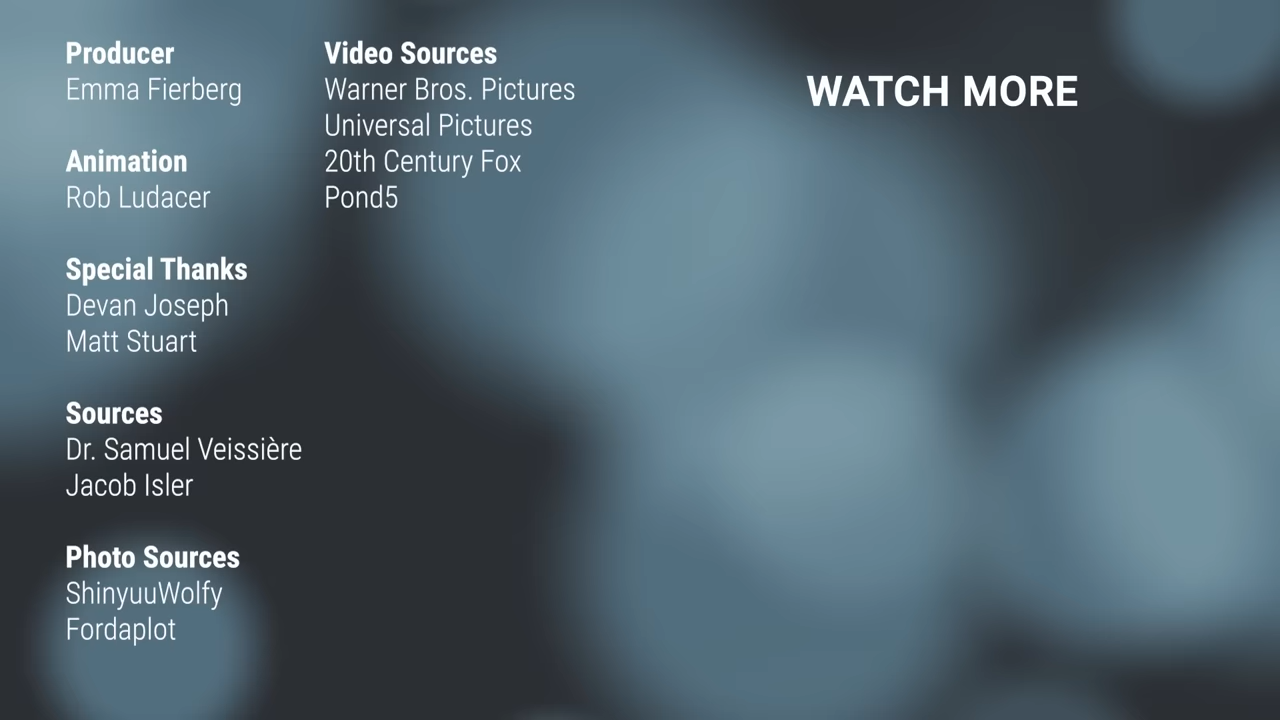 Producer
Emma Fierberg
Animation
Rob Ludacer
Special Thanks
Devan Joseph
Matt Stuart
Sources
Dr. Samuel Veissière
Jacob Isler
Photo Sources
ShinyuuWolfy
Fordaplot
Video Sources
Warner Bros. Pictures
Universal Pictures
20th Century Fox
Pond5
WATCH MORE